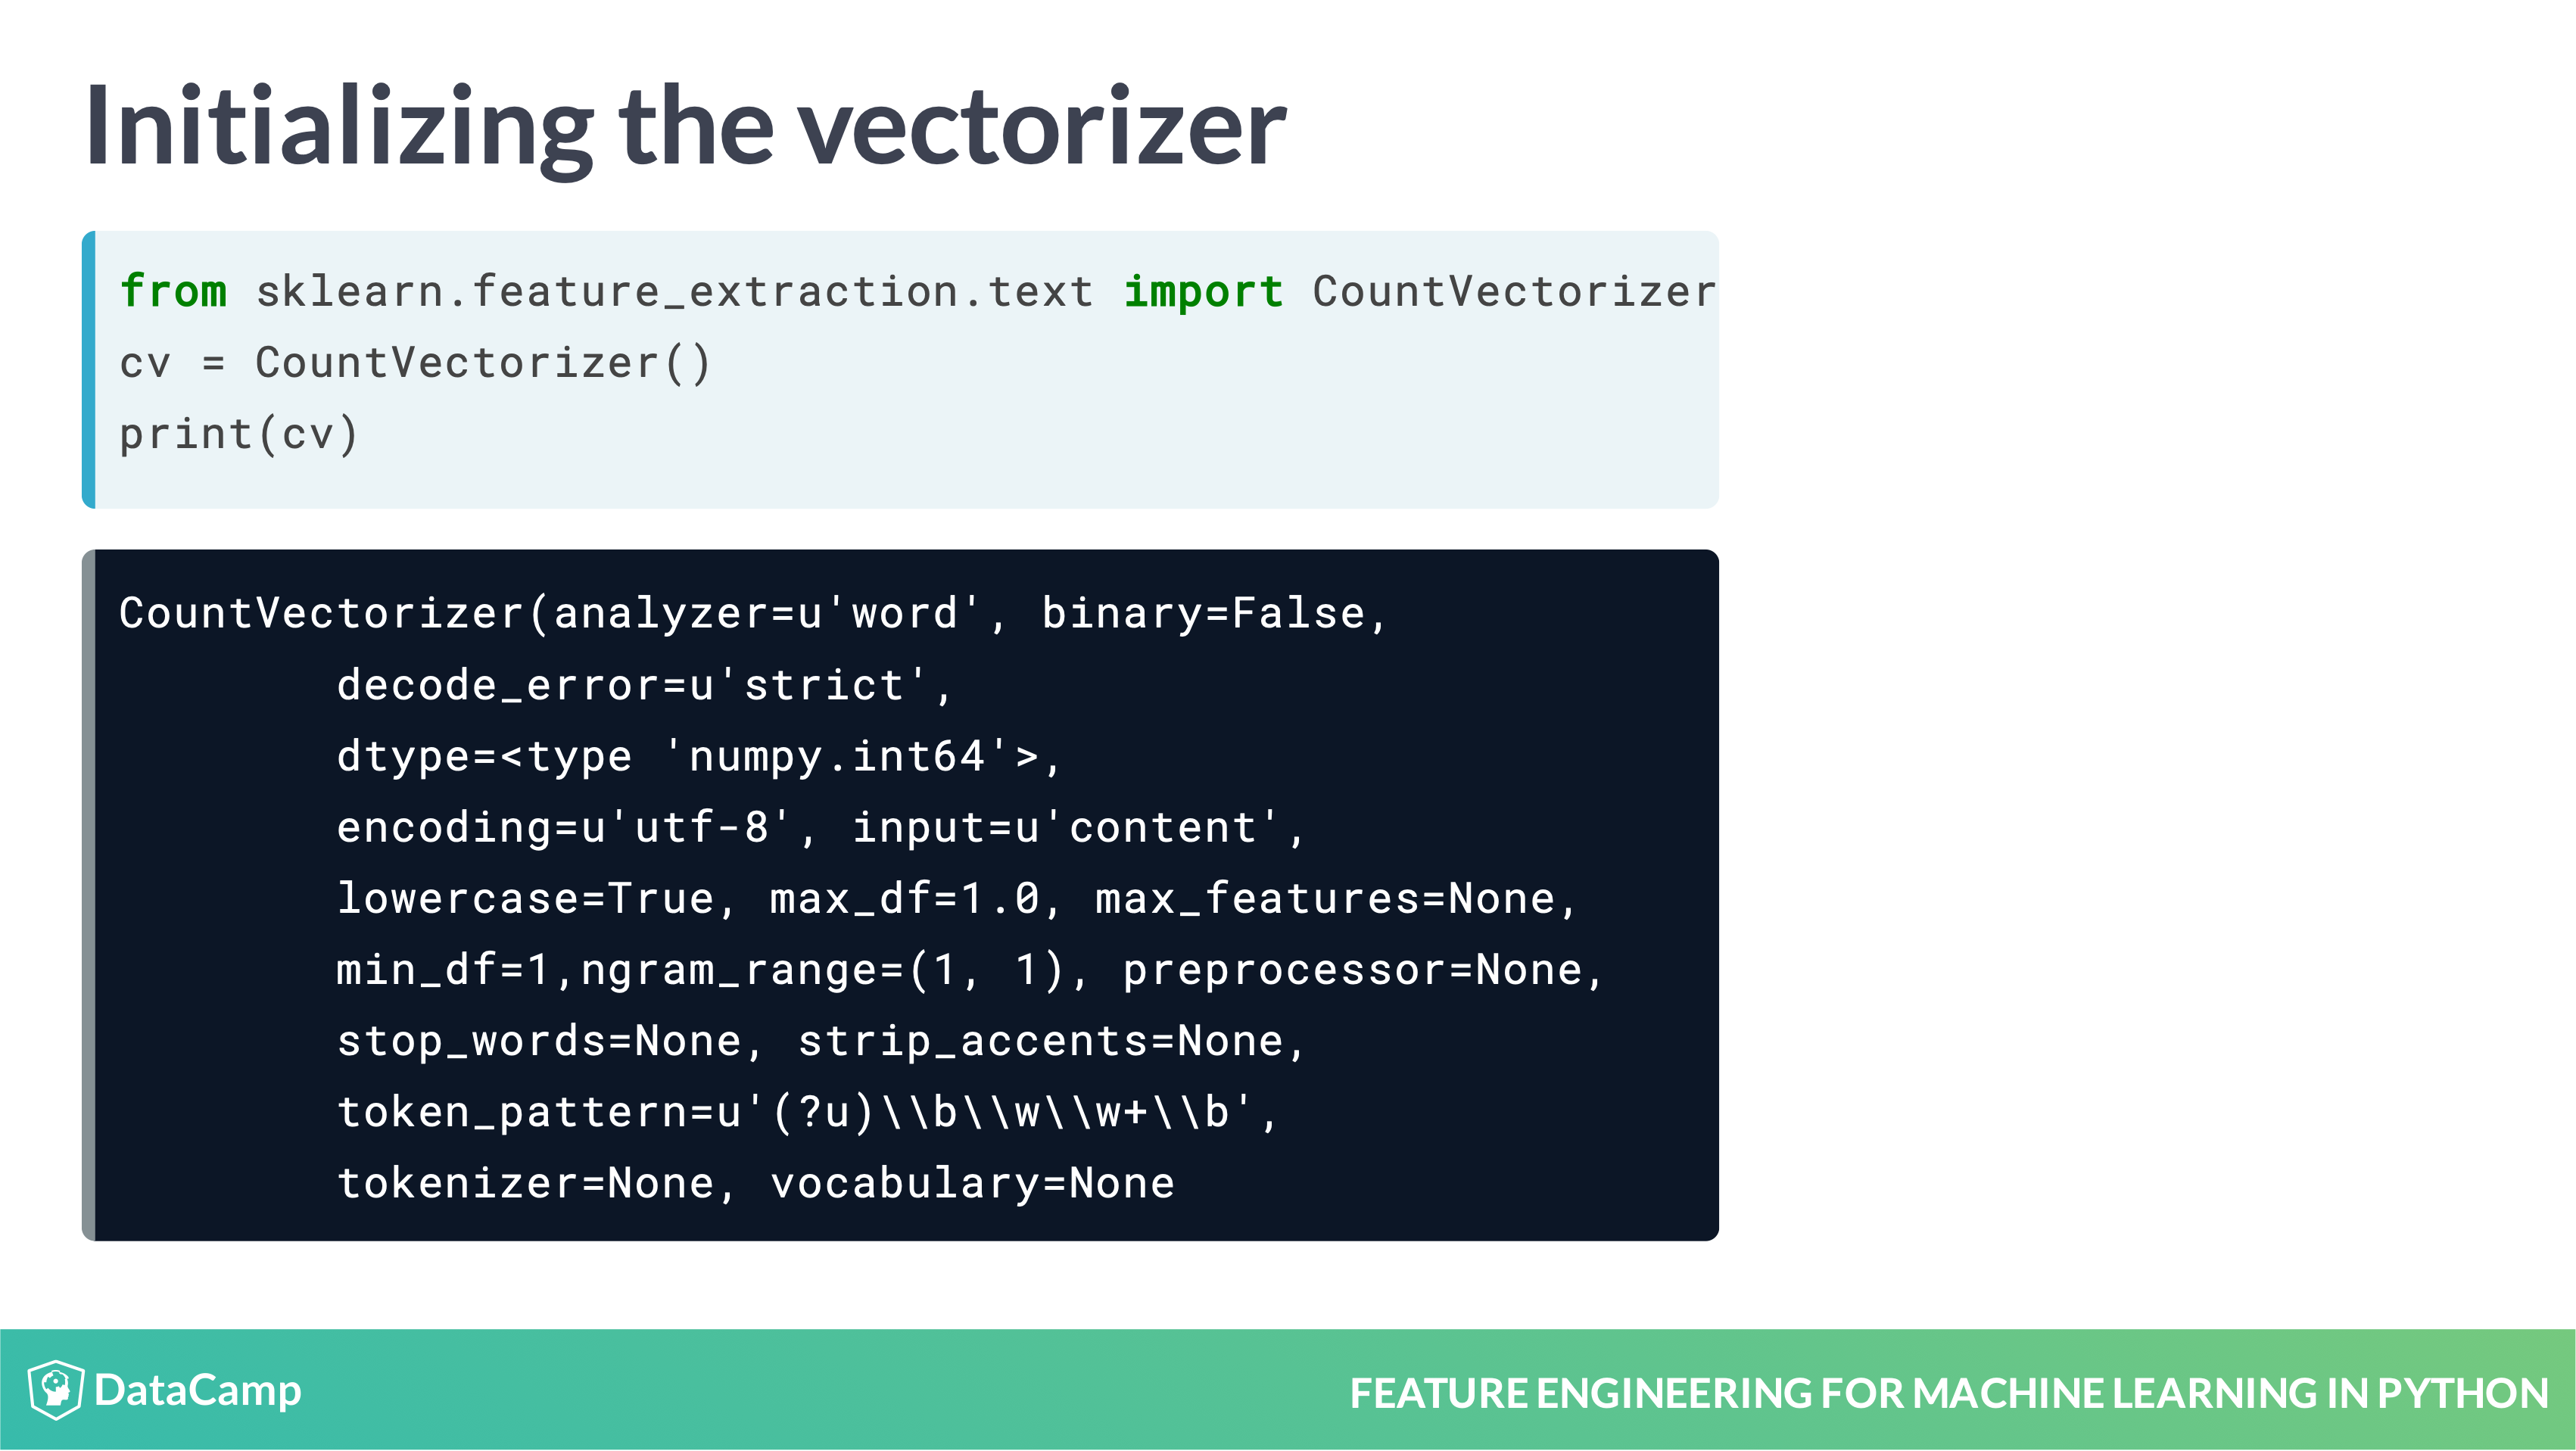 Initializing the vectorizer
from sklearn.feature_extraction.text import CountVectorizer
cv = CountVectorizer()
print(cv)
CountVectorizer(analyzer=u'word', binary=False,
        decode_error=u'strict',
        dtype=<type 'numpy.int64'>,
        encoding=u'utf-8', input=u'content',
        lowercase=True, max_df=1.0, max_features=None,
        min_df=1,ngram_range=(1, 1), preprocessor=None,
        stop_words=None, strip_accents=None,
        token_pattern=u'(?u)\\b\\w\\w+\\b',
        tokenizer=None, vocabulary=None
DataCamp
FEATURE ENGINEERING FOR MACHINE LEARNING IN PYTHON